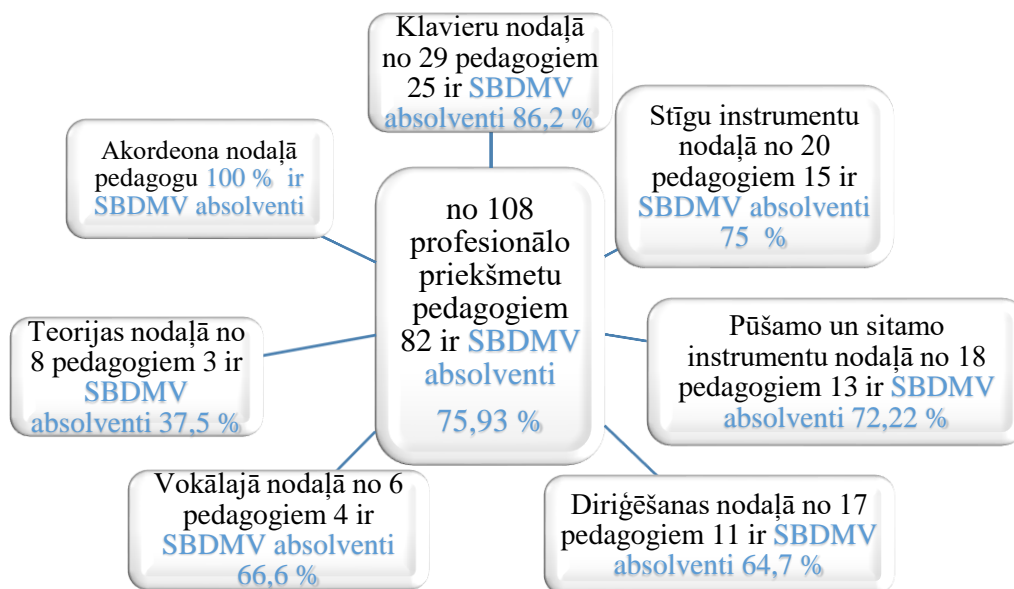 Klavieru nodaļā
no 29 pedagogiem
25 ir SBDMV
absolventi 86,2 %
Stīgu instrumentu
nodaļā no 20
pedagogiem 15 ir
SBDMV absolventi
75 %
Akordeona nodaļā
pedagogu 100 % ir
SBDMV absolventi
no 108
profesionālo
priekšmetu
pedagogiem
82 ir SBDMV
absolventi
75,93 %
Teorijas nodaļā no
8 pedagogiem 3 ir
SBDMV
absolventi 37,5 %
Pūšamo un sitamo
instrumentu nodaļā no 18
pedagogiem 13 ir SBDMV
absolventi 72,22 %
Vokālajā nodaļā no 6
pedagogiem 4 ir
SBDMV absolventi
66,6 %
Diriģēšanas nodaļā no 17
pedagogiem 11 ir SBDMV
absolventi 64,7 %